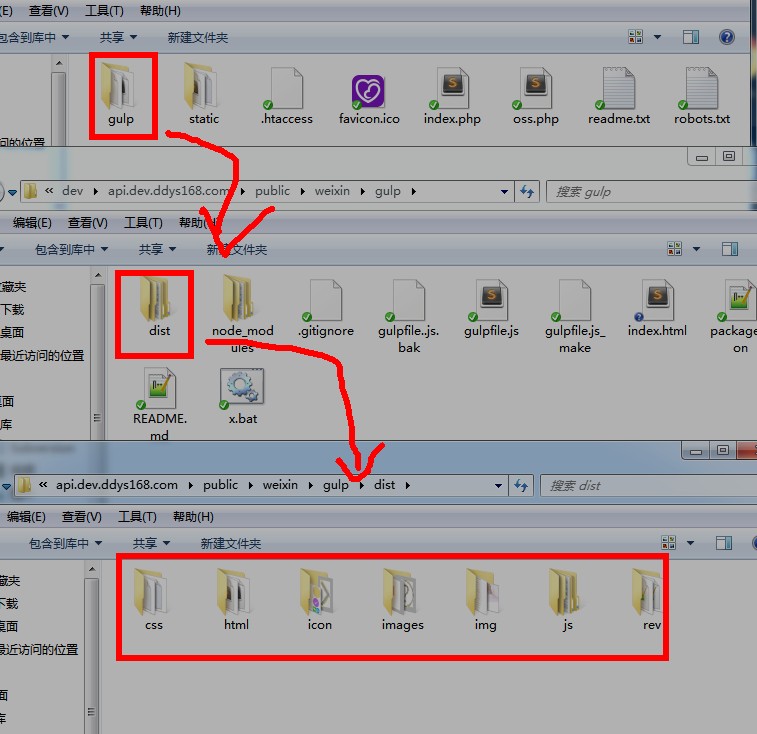 (E) 查看(V) 工具(T) 帮助(H)
包含到库中 共享 新建文件夹
gulp static .htaccess favicon.ico index.php oss.php readme.txt robots.txt
问的位置
« dev api.dev.ddys168.com public weixin gulp 搜索 gulp
编辑(E) 查看(V) 工具(T) 帮助(H)
包含到库中 共享 新建文件夹
收藏夹
下载
桌面
最近访问的位置
面
库
dist node_mod
ules .gitignore gulpfile..js.
bak gulpfile.js gulpfile.js_
make index.html package
on
README.
md x.bat
« api.dev.ddys168.com public weixin gulp dist 搜索 dist
编辑(E) 查看(V) 工具(T) 帮助(H)
包含到库中 共享 新建文件夹
藏夹
下载
桌面
最近访问的位置
面
库
css html icon images img js rev